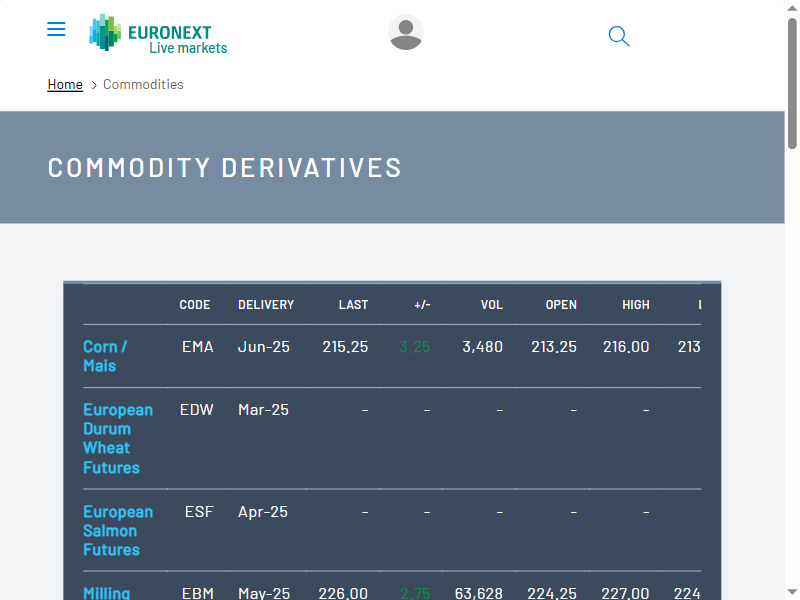 EURONEXT
Live markets
Home > Commodities
COMMODITY DERIVATIVES
CODE DELIVERY LAST +/- VOL OPEN HIGH
Corn / Mais EMA Jun-25 215.25 3.25 3,480 213.25 216.00 213
European Durum Wheat Futures EDW Mar-25 - - - - -
European Salmon Futures ESF Apr-25 - - - - -
Milling EBM May-25 226.00 2.75 63,628 224.25 227.00 224